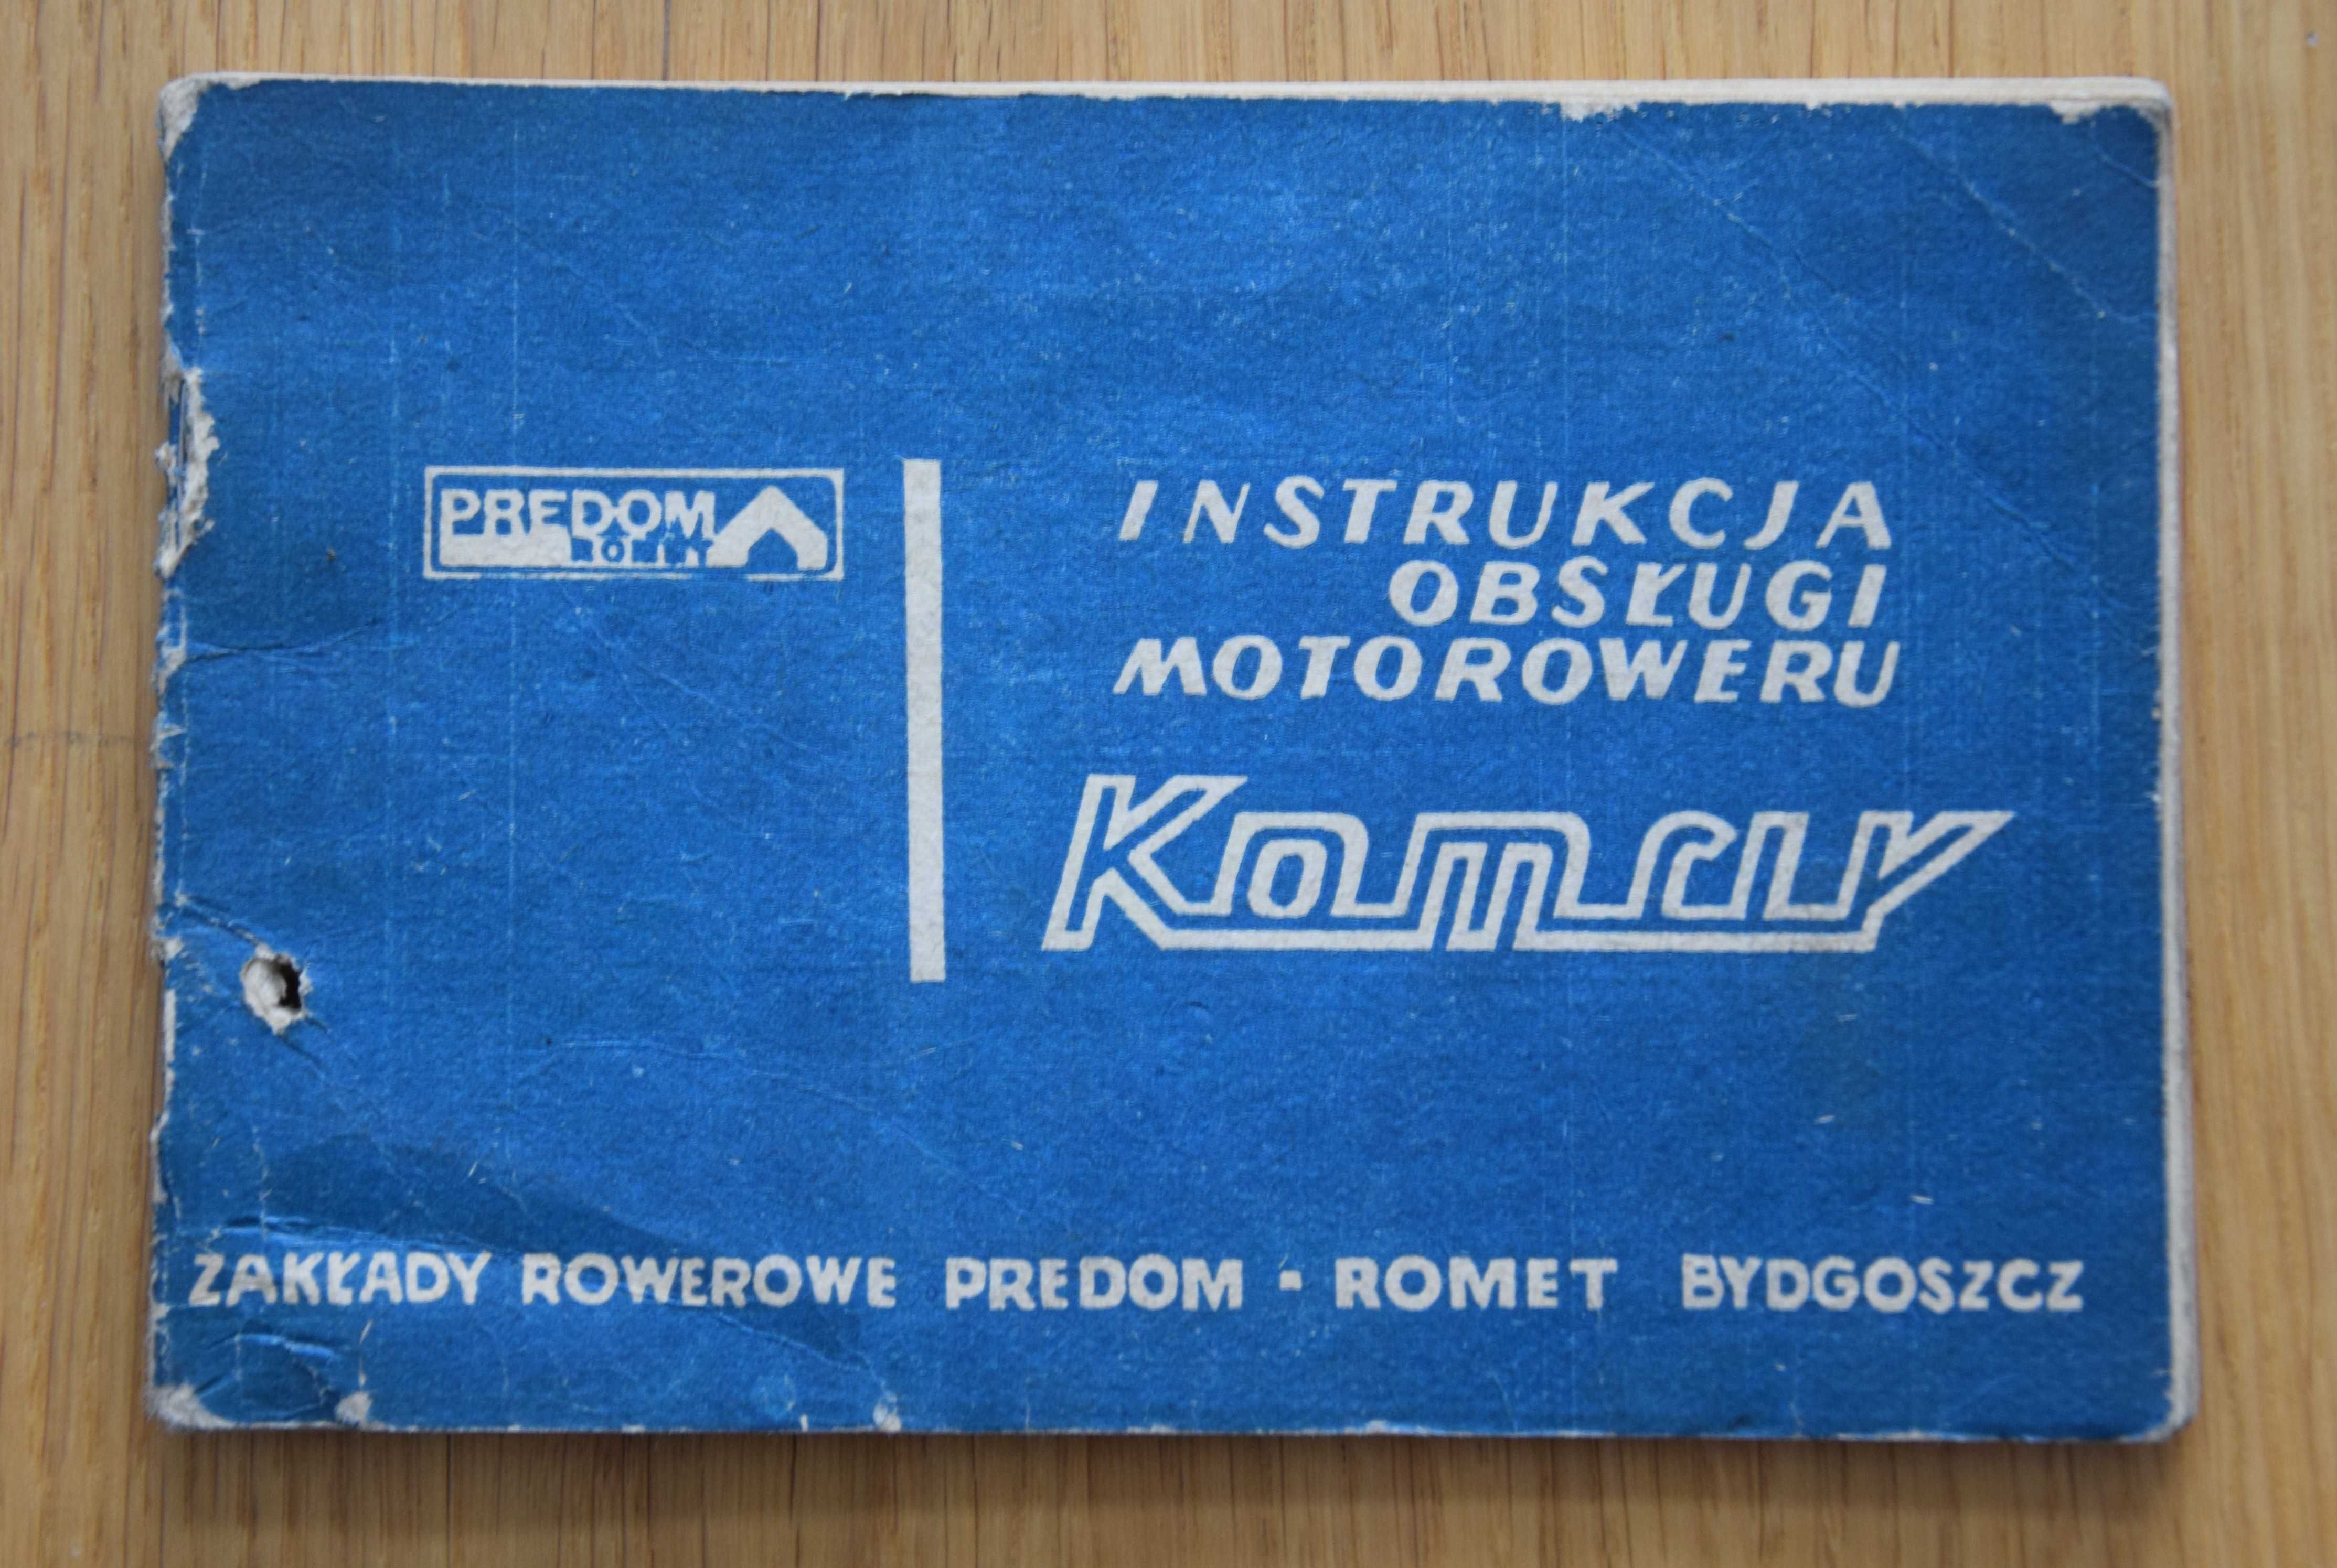 PREDOM
ROMET
INSTRUKCJA
OBSŁUGI
MOTOROWERU
Komar
ZAKŁADY ROWEROWE PREDOM - ROMET BYDGOSZCZ